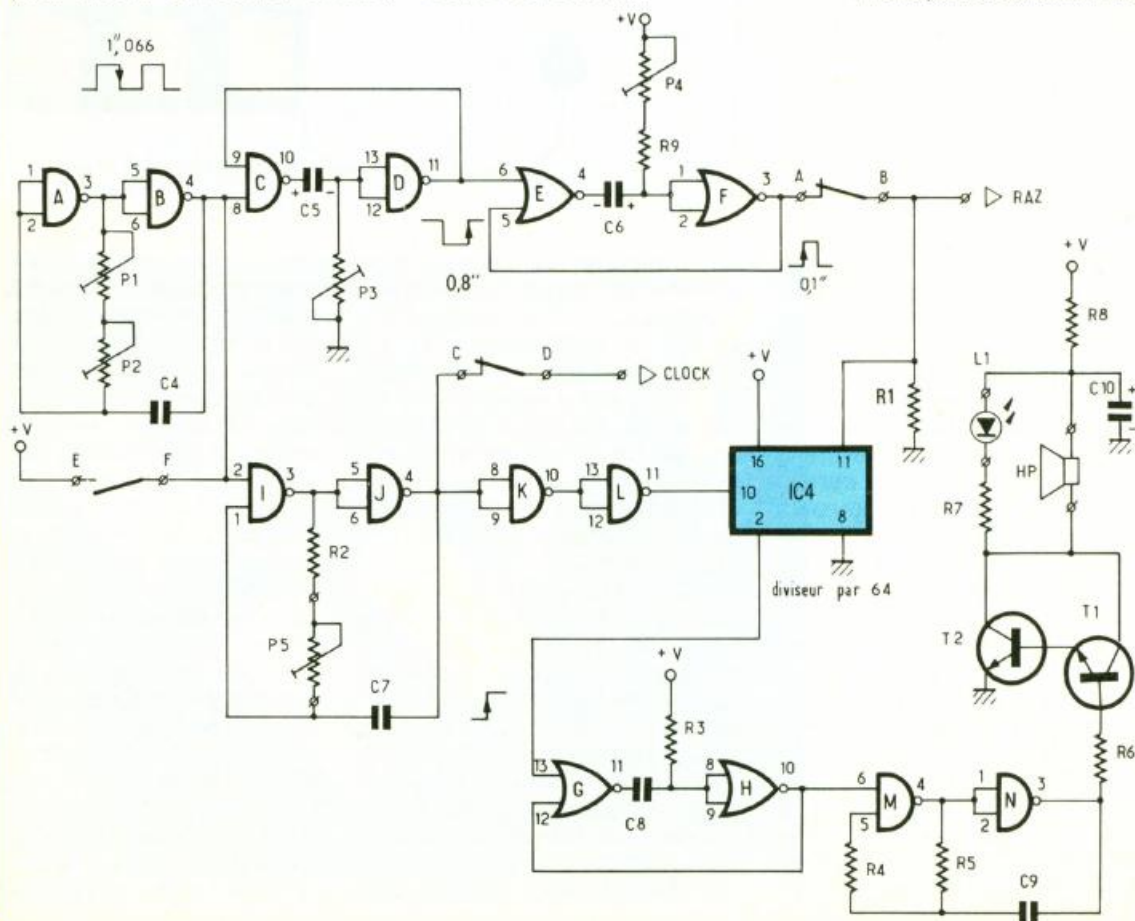 1",066
+V
P4
R9
9
10
8
C
C5
+
-
13
12
11
D
6
5
4
E
-
+
C6
1
2
3
F
A
B
RAZ
1
2
3
A
5
6
4
B
P1
P2
C4
P3
0,8"
0,1"
+V
R8
L1
C10
+
-
HP
R7
+V
E
F
C
D
CLOCK
+V
R1
2
1
3
I
5
6
4
J
8
9
10
K
13
12
11
L
16
11
10
IC4
2
8
diviseur par 64
R2
P5
C7
T2
T1
+V
R3
R6
13
12
11
G
C8
8
9
10
H
6
5
4
M
1
2
3
N
R4
R5
C9